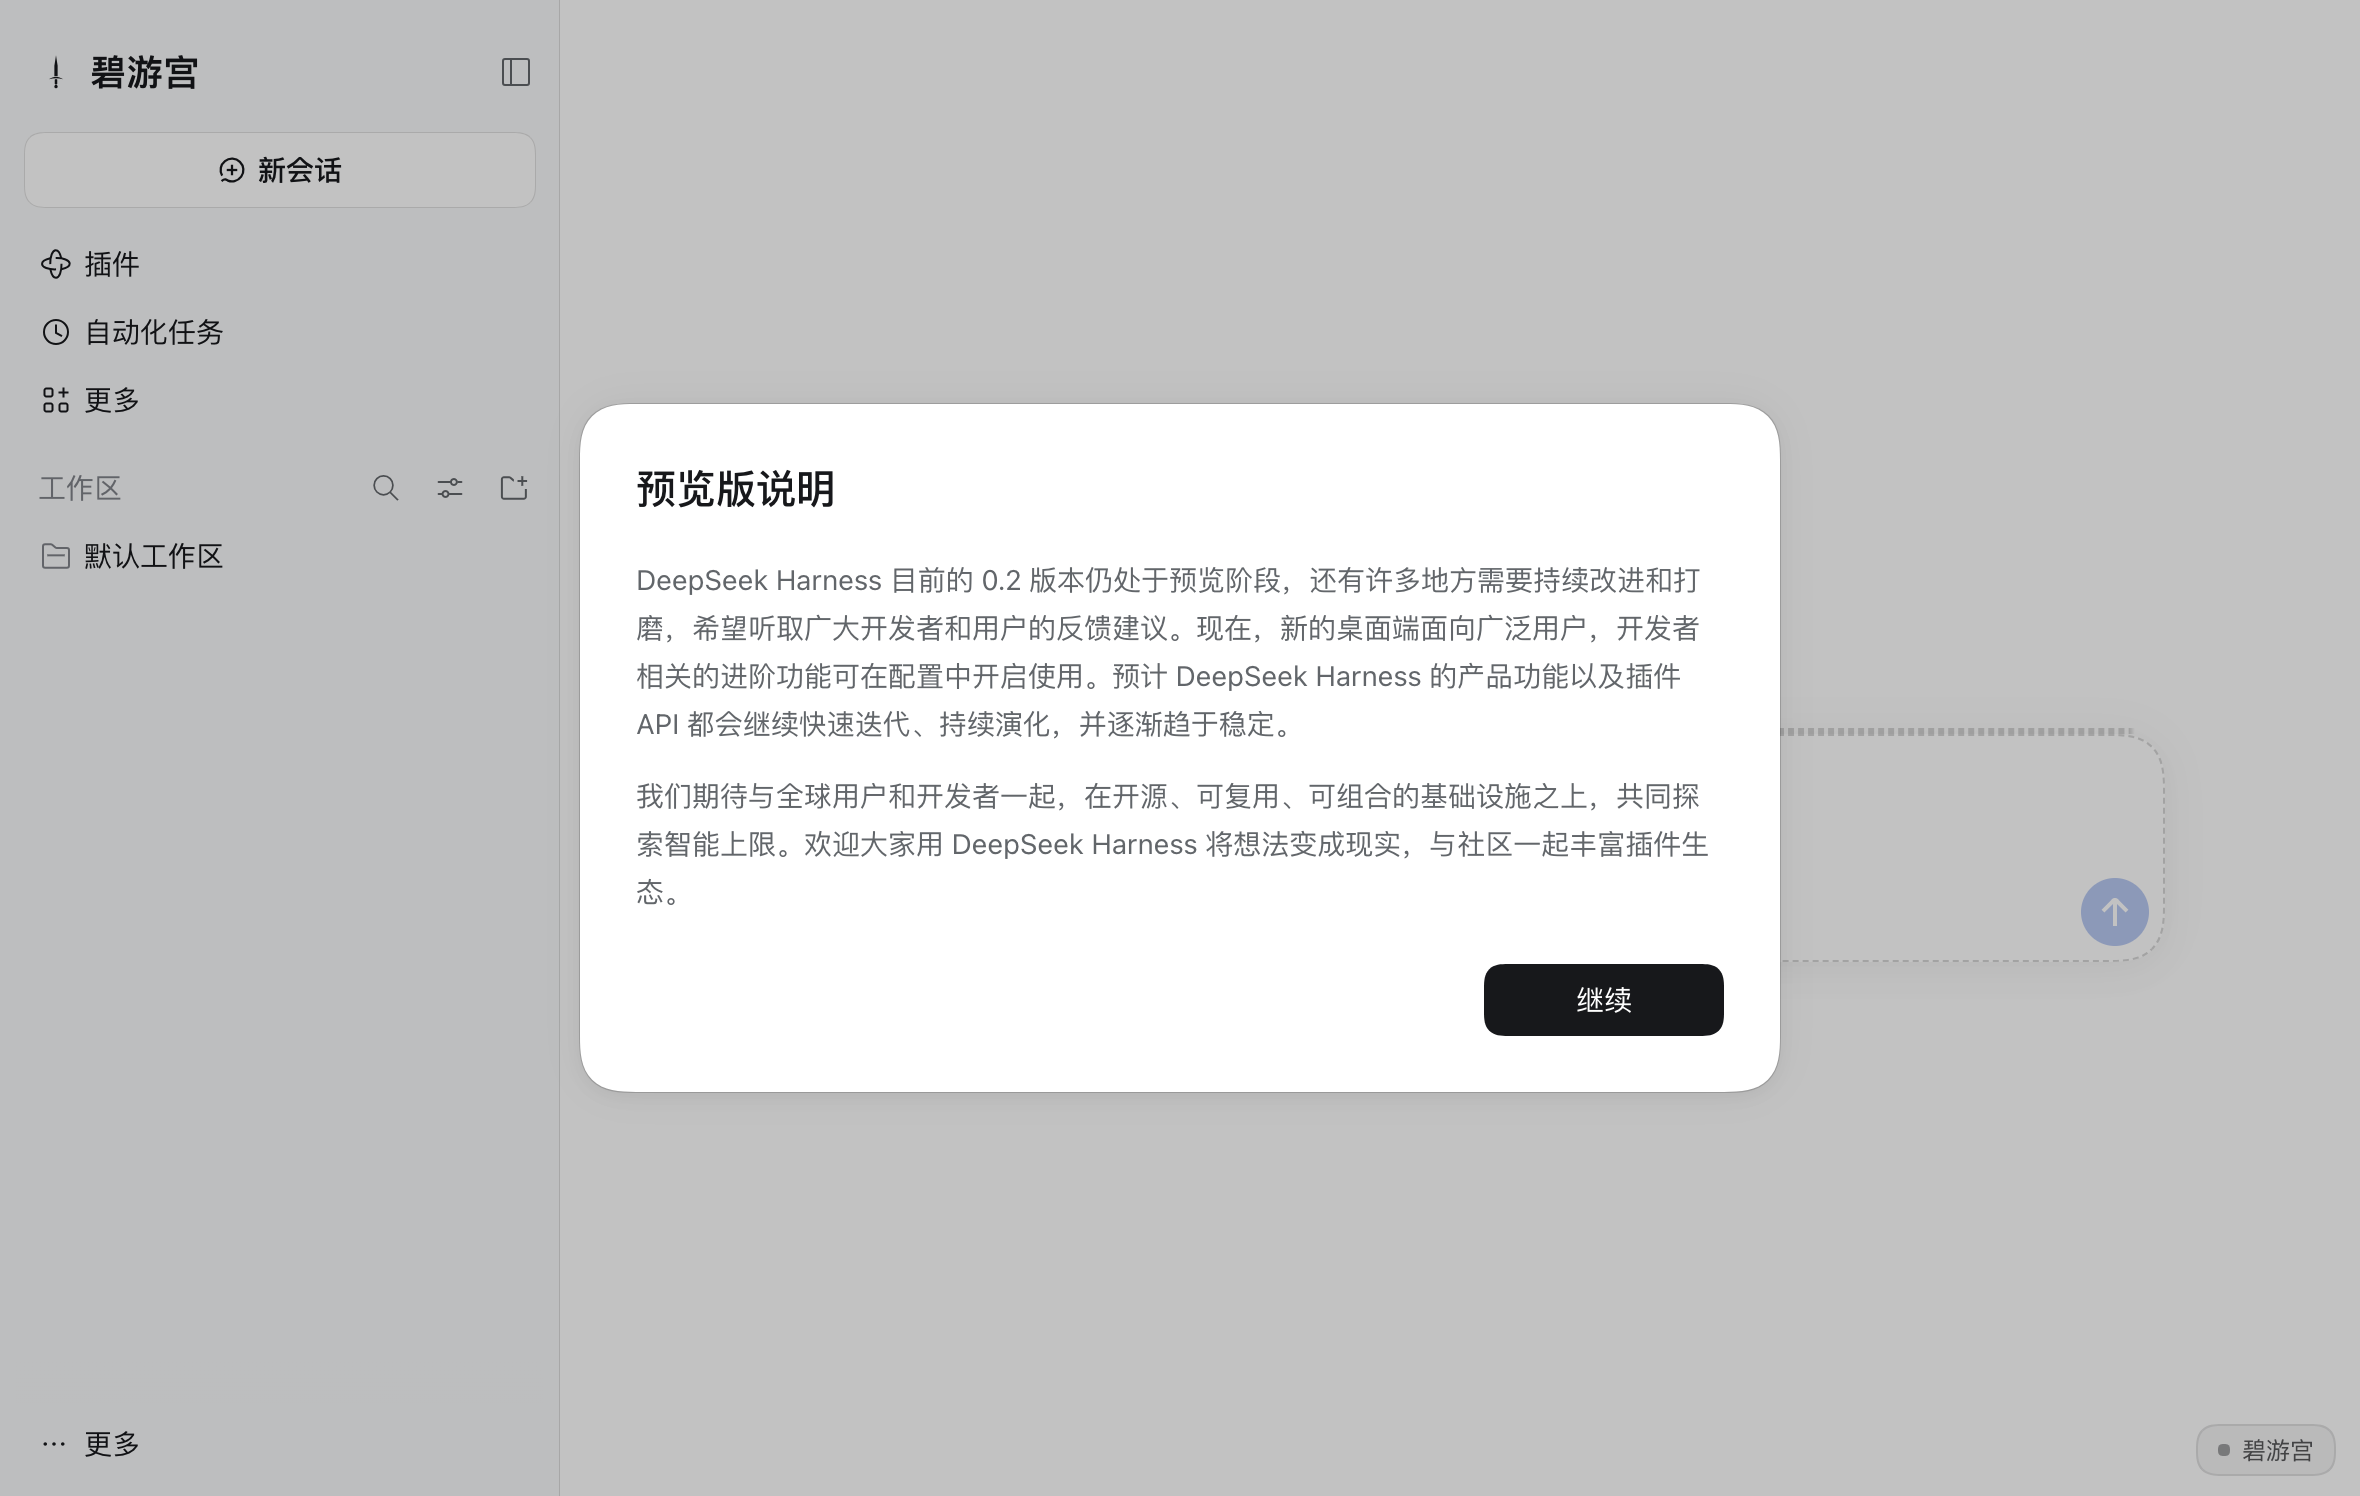 碧游宫
新会话
插件
自动化任务
更多
工作区
默认工作区
预览版说明
DeepSeek Harness 目前的 0.2 版本仍处于预览阶段，还有许多地方需要持续改进和打
磨，希望听取广大开发者和用户的反馈建议。现在，新的桌面端面向广泛用户，开发者
相关的进阶功能可在配置中开启使用。预计 DeepSeek Harness 的产品功能以及插件
API 都会继续快速迭代、持续演化，并逐渐趋于稳定。
我们期待与全球用户和开发者一起，在开源、可复用、可组合的基础设施之上，共同探
索智能上限。欢迎大家用 DeepSeek Harness 将想法变成现实，与社区一起丰富插件生
态。
继续
更多
碧游宫